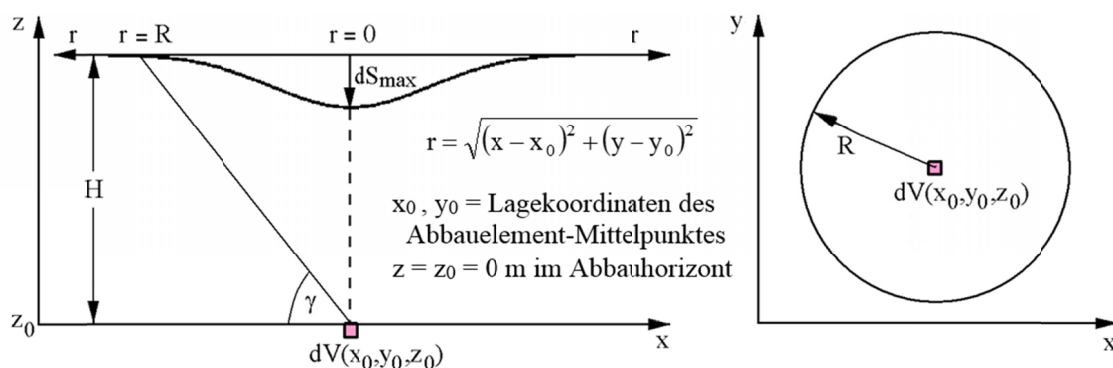 z
r
r = R
r = 0
r
dSmax
H
r = √(x − x₀)² + (y − y₀)²
x₀ , y₀ = Lagekoordinaten des
Abbauelement-Mittelpunktes
z = z₀ = 0 m im Abbauhorizont
γ
z₀
x
dV(x₀,y₀,z₀)
y
R
dV(x₀,y₀,z₀)
x